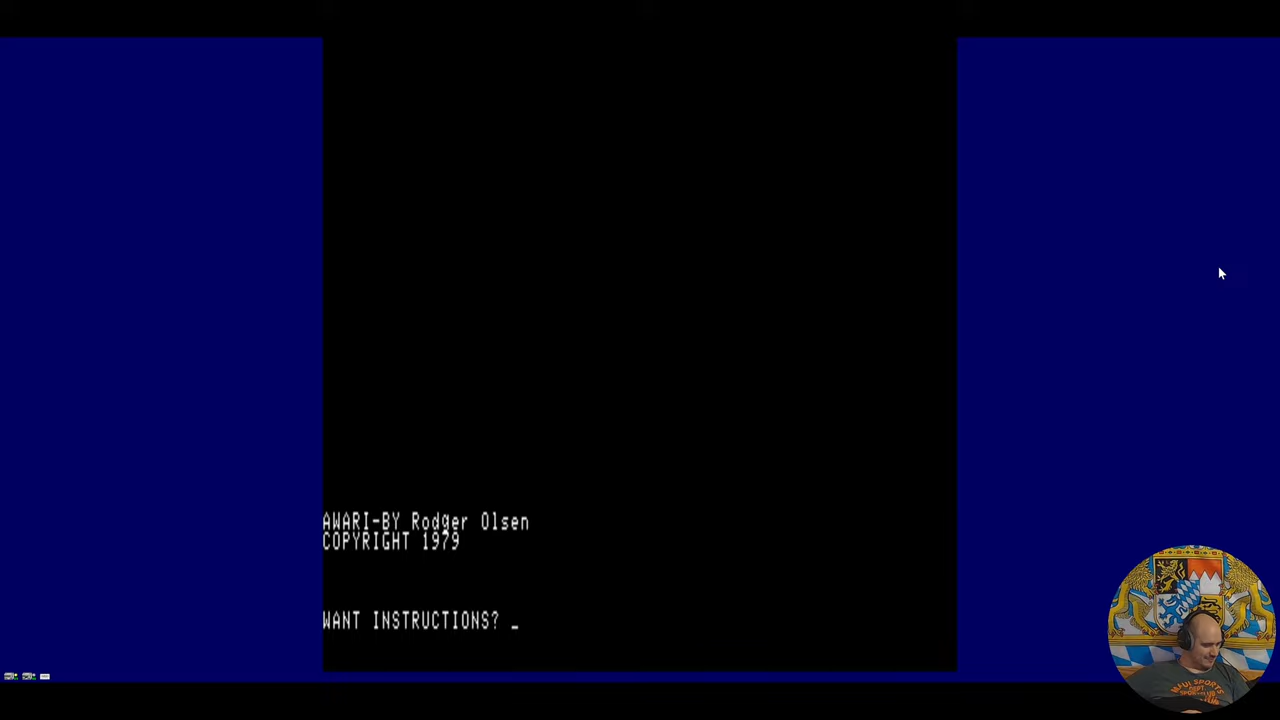 AWARI-BY Rodger Olsen
COPYRIGHT 1979
WANT INSTRUCTIONS? _